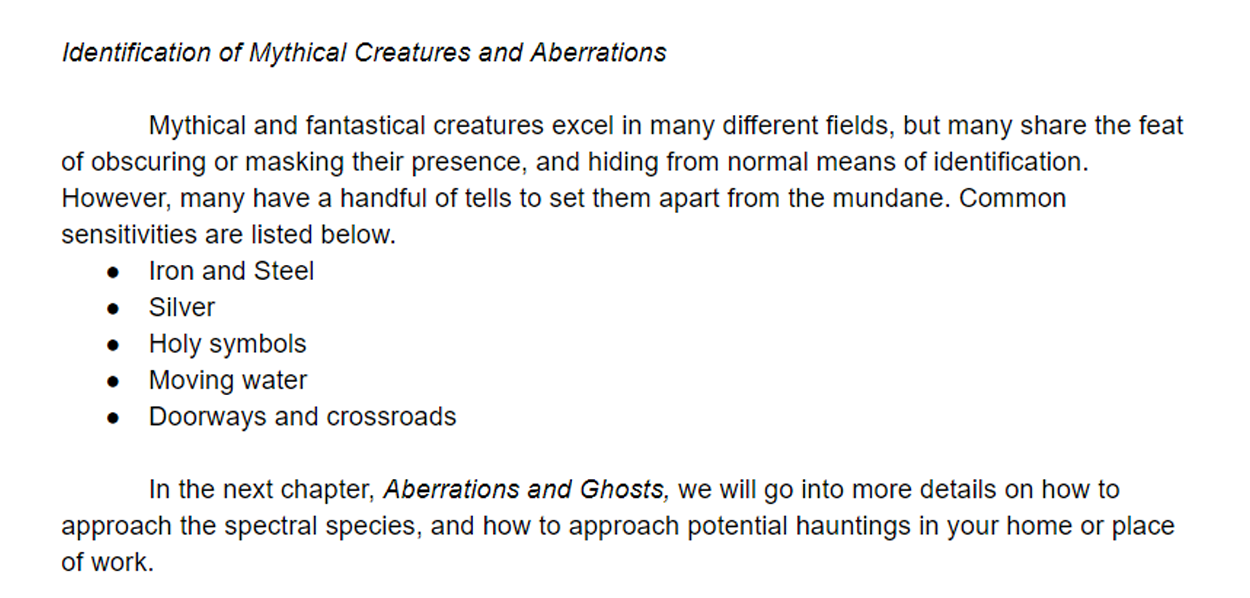 Identification of Mythical Creatures and Aberrations
Mythical and fantastical creatures excel in many different fields, but many share the feat
of obscuring or masking their presence, and hiding from normal means of identification.
However, many have a handful of tells to set them apart from the mundane. Common
sensitivities are listed below.
● Iron and Steel
● Silver
● Holy symbols
● Moving water
● Doorways and crossroads
In the next chapter, Aberrations and Ghosts, we will go into more details on how to
approach the spectral species, and how to approach potential hauntings in your home or place
of work.